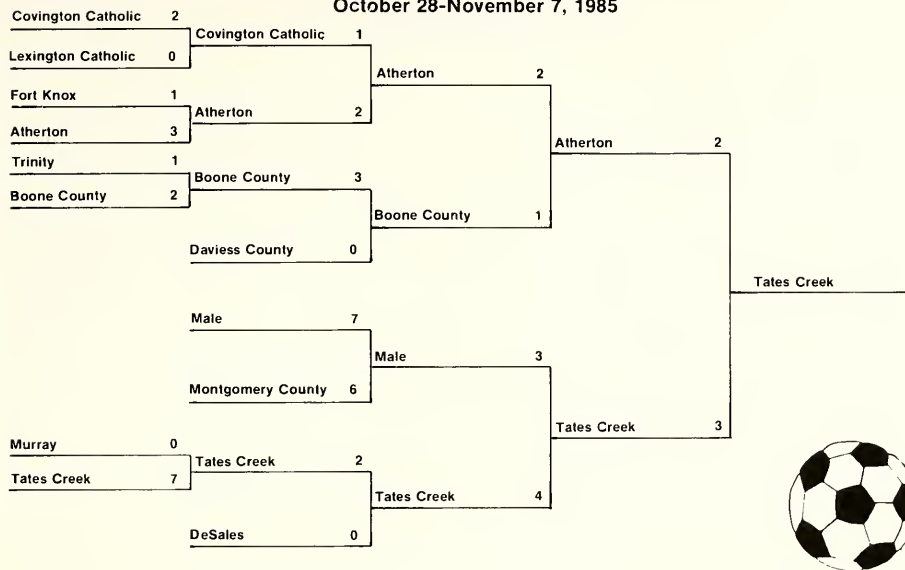 October 28-November 7, 1985
Covington Catholic 2
Covington Catholic 1
Lexington Catholic 0
Atherton 2
Fort Knox 1
Atherton 2
Atherton 3
Atherton 2
Trinity 1
Boone County 3
Boone County 2
Boone County 1
Daviess County 0
Tates Creek
Male 7
Male 3
Montgomery County 6
Tates Creek 3
Murray 0
Tates Creek 2
Tates Creek 7
Tates Creek 4
DeSales 0